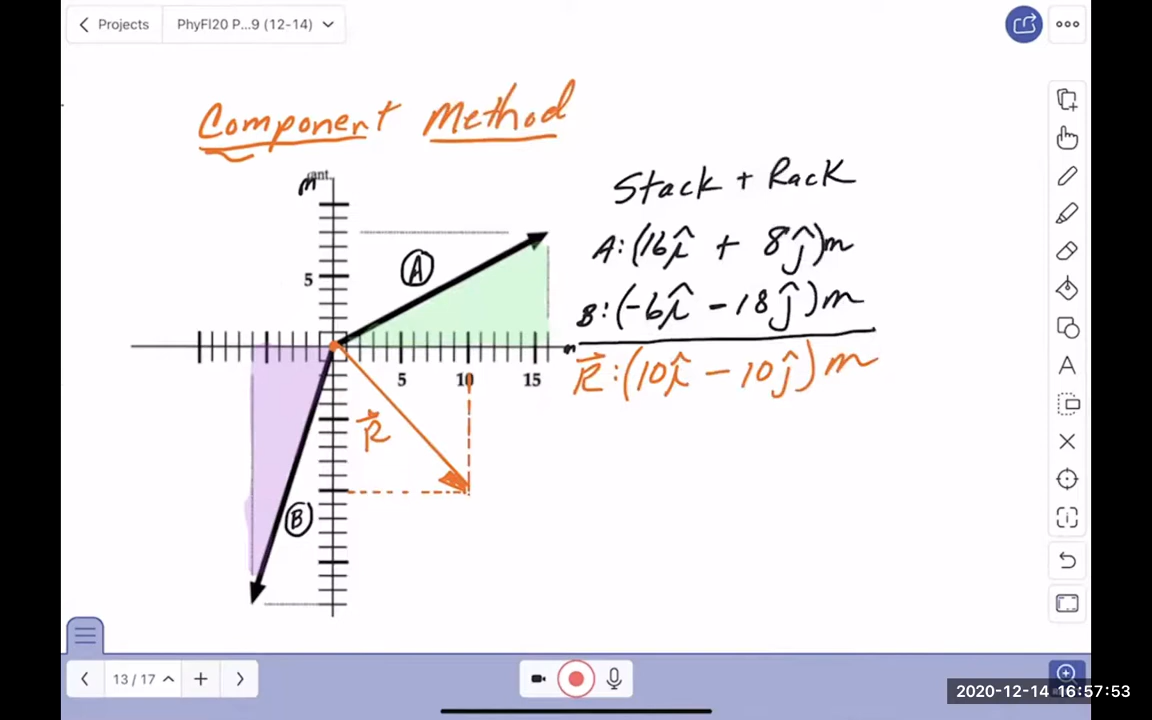 Projects
PhyFl20 P...9 (12-14)
Component Method
m
ant.
Stack + Rack
A: (16î + 8ĵ)m
B: (-6î - 18ĵ)m
R⃗: (10î - 10ĵ)m
A
5
m
5 10 15
R⃗
B
A
13 / 17
2020-12-14 16:57:53